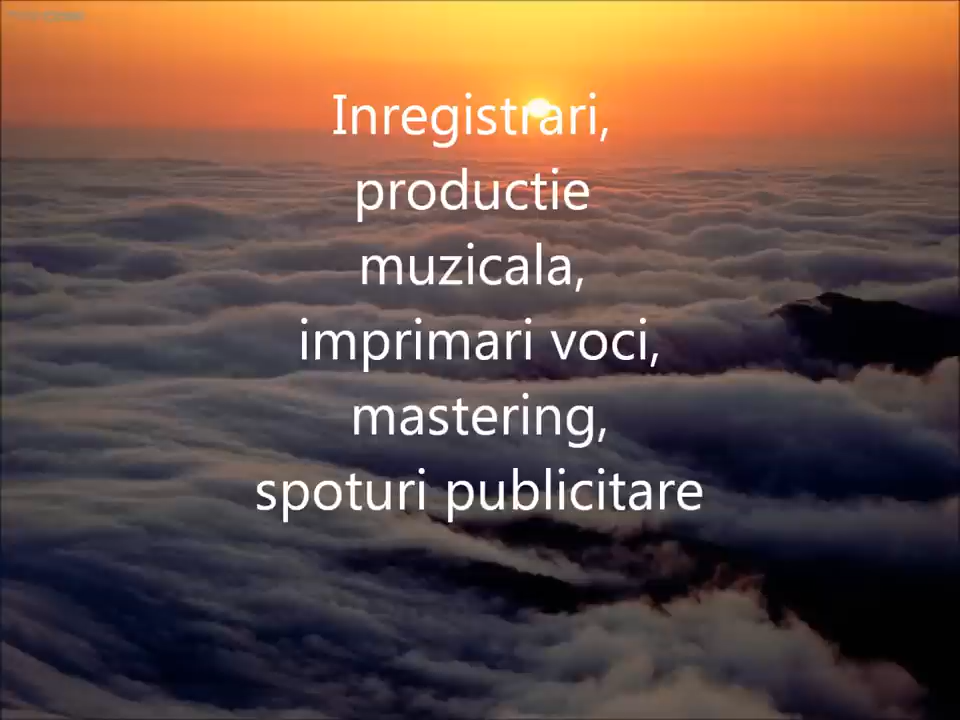 Inregistrari,
productie
muzicala,
imprimari voci,
mastering,
spoturi publicitare